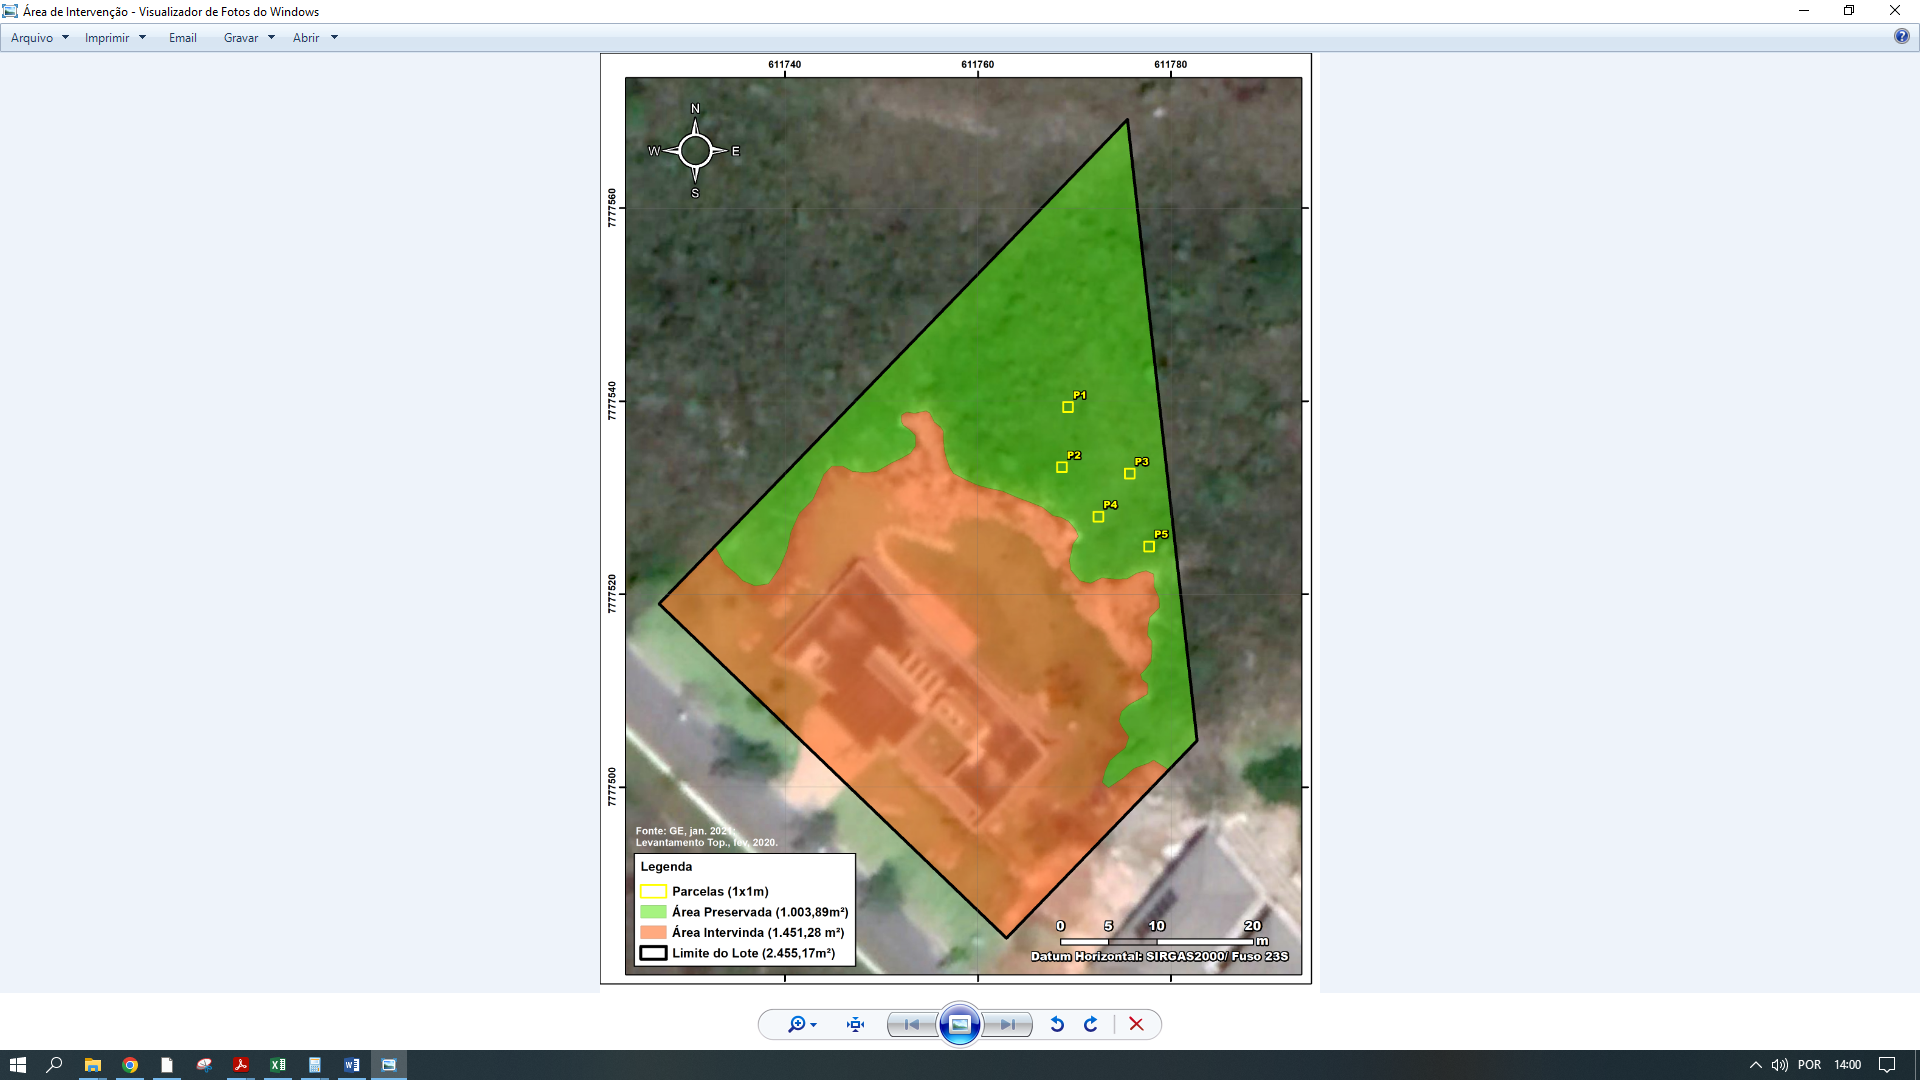 Área de Intervenção - Visualizador de Fotos do Windows
Arquivo Imprimir Email Gravar Abrir
611740 611760 611780
N
W E
S
7777560
7777540
7777520
7777500
P1
P2
P3
P4
P5
Fonte: GE, jan. 2021;
Levantamento Top., fev, 2020.
Legenda
Parcelas (1x1m)
Área Preservada (1.003,89m²)
Área Intervinda (1.451,28 m²)
Limite do Lote (2.455,17m²)
0 5 10 20
m
Datum Horizontal: SIRGAS2000/ Fuso 23S
POR 14:00